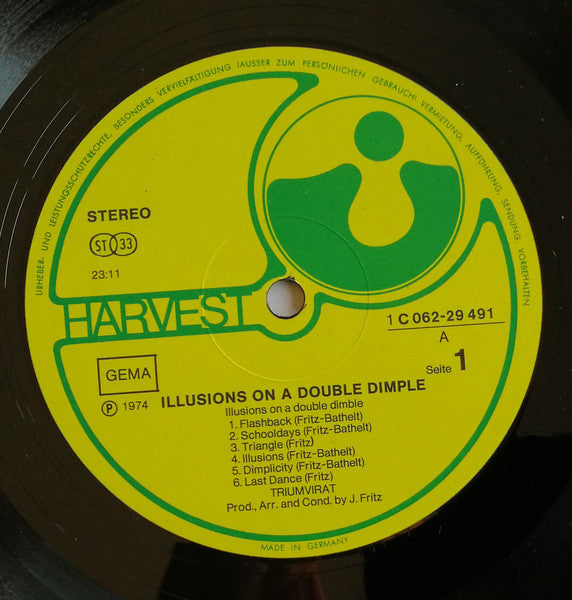 URHEBER- UND LEISTUNGSSCHUTZRECHTE, BESONDERS VERVIELFÄLTIGUNG (AUSSER ZUM PERSÖNLICHEN GEBRAUCH) VERMIETUNG, AUFFÜHRUNG, SENDUNG, VORBEHALTEN
STEREO
ST 33
23:11
HARVEST
1 C 062-29 491
A
Seite 1
GEMA
ILLUSIONS ON A DOUBLE DIMPLE
Ⓟ 1974
Illusions on a double dimble
1. Flashback (Fritz-Bathelt)
2. Schooldays (Fritz-Bathelt)
3. Triangle (Fritz)
4. Illusions (Fritz-Bathelt)
5. Dimplicity (Fritz-Bathelt)
6. Last Dance (Fritz)
TRIUMVIRAT
Prod., Arr. and Cond. by J. Fritz
MADE IN GERMANY